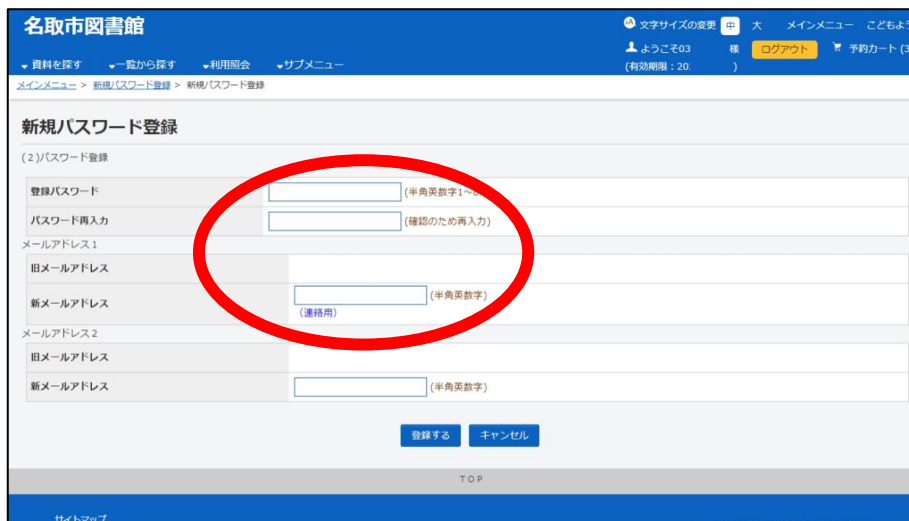 名取市図書館
文字サイズの変更 中 大 メインメニュー こどもよう
ようこそ03 様 ログアウト 予約カート (3
資料を探す 一覧から探す 利用照会 サブメニュー
(有効期限:20 )
メインメニュー > 新規パスワード登録 > 新規パスワード登録
新規パスワード登録
(2)パスワード登録
登録パスワード (半角英数字1~
パスワード再入力 (確認のため再入力)
メールアドレス1
旧メールアドレス
新メールアドレス (半角英数字)
(連絡用)
メールアドレス2
旧メールアドレス
新メールアドレス (半角英数字)
登録する キャンセル
TOP
サイトマップ